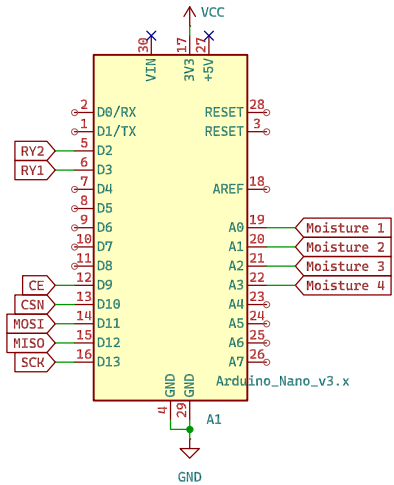 VCC
30 17 27
VIN 3V3 +5V
2 D0/RX RESET 28
1 D1/TX RESET 3
RY2 5 D2
RY1 6 D3
7 D4 AREF 18
8 D5
9 D6 A0 19 Moisture 1
10 D7 A1 20 Moisture 2
11 D8 A2 21 Moisture 3
CE 12 D9 A3 22 Moisture 4
CSN 13 D10 A4 23
MOSI 14 D11 A5 24
MISO 15 D12 A6 25
SCK 16 D13 A7 26
GND GND Arduino_Nano_v3.x
4 29 A1
GND